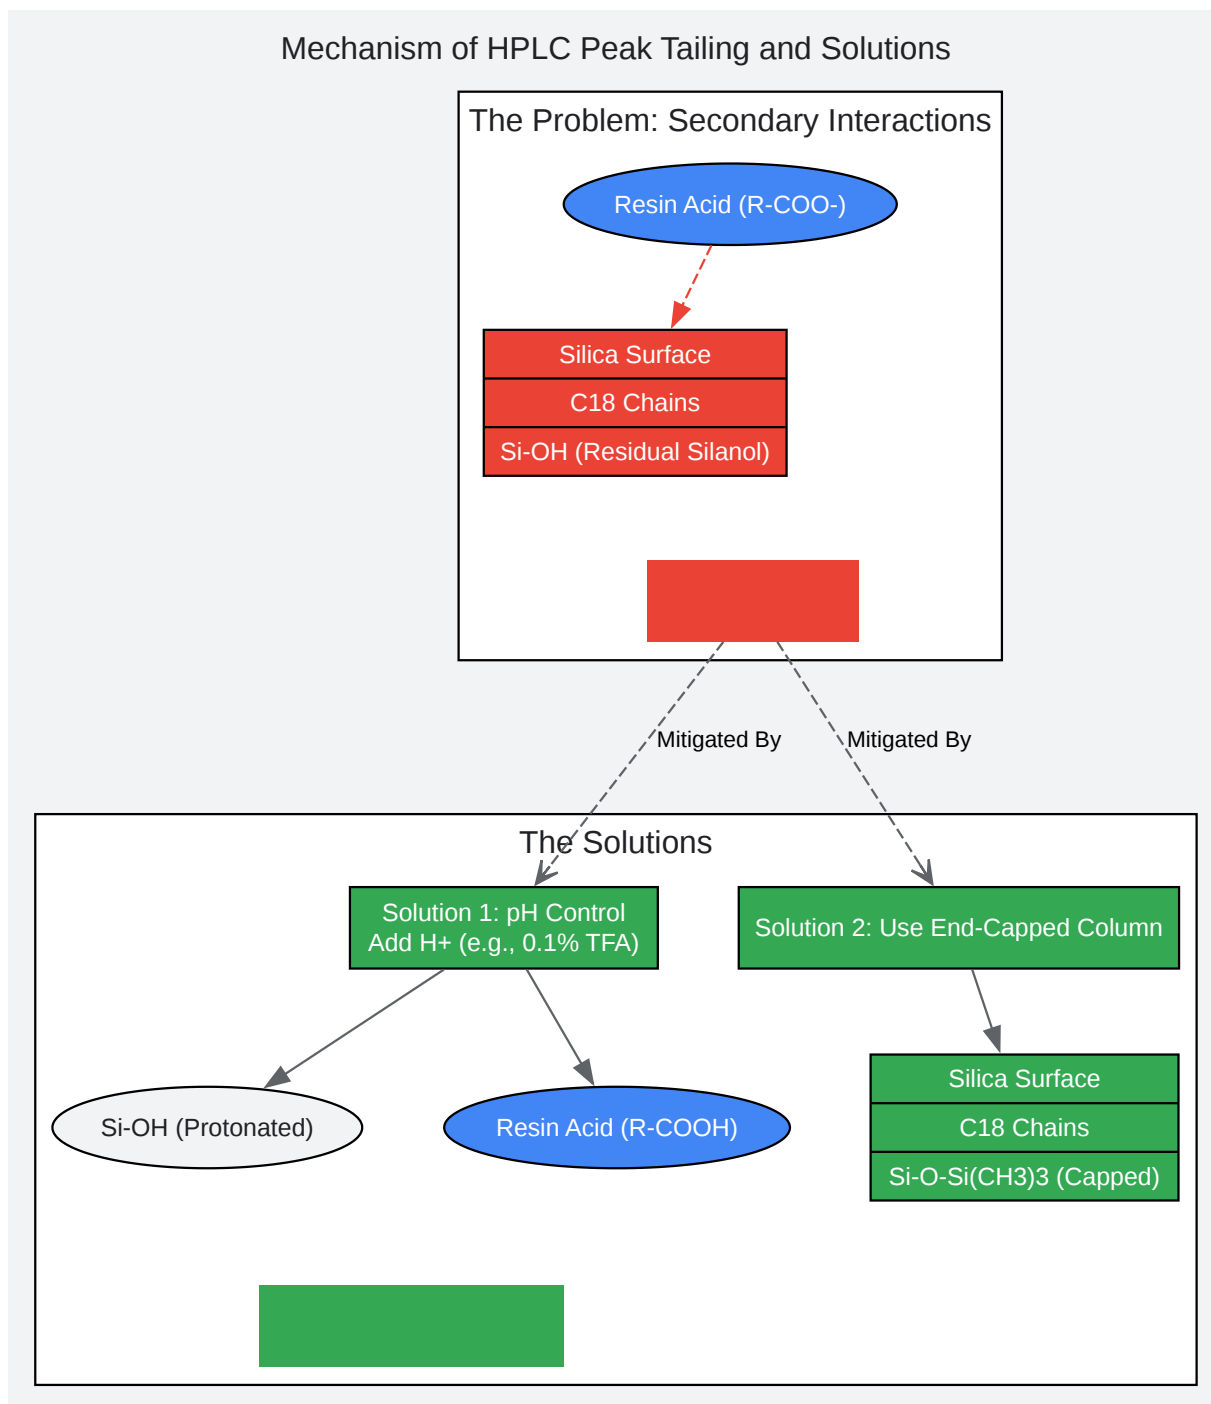 Mechanism of HPLC Peak Tailing and Solutions
The Problem: Secondary Interactions
Resin Acid (R-COO-)
Silica Surface
C18 Chains
Si-OH (Residual Silanol)
Mitigated By
Mitigated By
The Solutions
Solution 1: pH Control
Add H+ (e.g., 0.1% TFA)
Solution 2: Use End-Capped Column
Si-OH (Protonated)
Resin Acid (R-COOH)
Silica Surface
C18 Chains
Si-O-Si(CH3)3 (Capped)